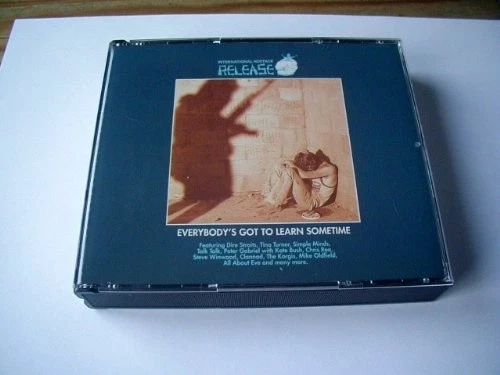 INTERNATIONAL HOSTAGE
RELEASE
EVERYBODY'S GOT TO LEARN SOMETIME
Featuring Dire Straits, Tina Turner, Simple Minds,
Talk Talk, Peter Gabriel with Kate Bush, Chris Rea,
Steve Winwood, Clannad, The Korgis, Mike Oldfield,
All About Eve and many more.